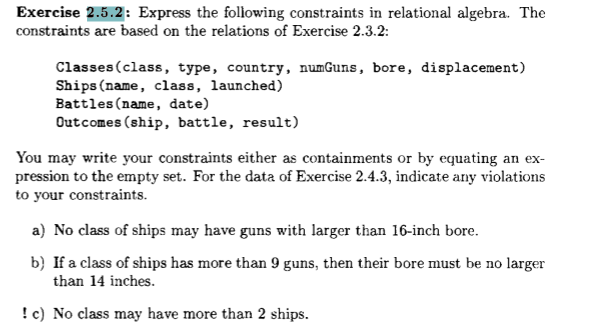 Exercise 2.5.2: Express the following constraints in relational algebra. The
constraints are based on the relations of Exercise 2.3.2:
Classes(class, type, country, numGuns, bore, displacement)
Ships(name, class, launched)
Battles(name, date)
Outcomes(ship, battle, result)
You may write your constraints either as containments or by equating an ex-
pression to the empty set. For the data of Exercise 2.4.3, indicate any violations
to your constraints.
a) No class of ships may have guns with larger than 16-inch bore.
b) If a class of ships has more than 9 guns, then their bore must be no larger
than 14 inches.
! c) No class may have more than 2 ships.